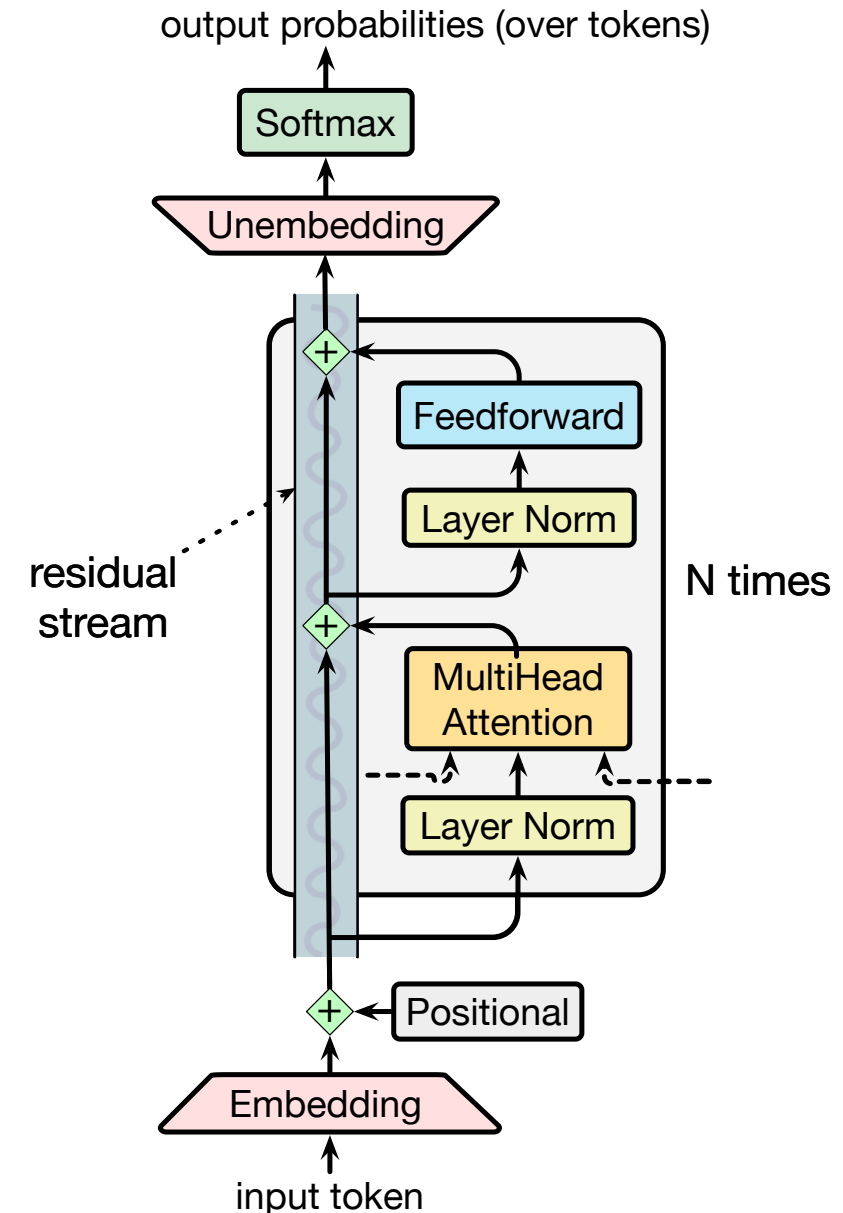 output probabilities (over tokens)
Softmax
Unembedding
+
Feedforward
Layer Norm
residual
stream
N times
+
MultiHead
Attention
Layer Norm
+
Positional
Embedding
input token